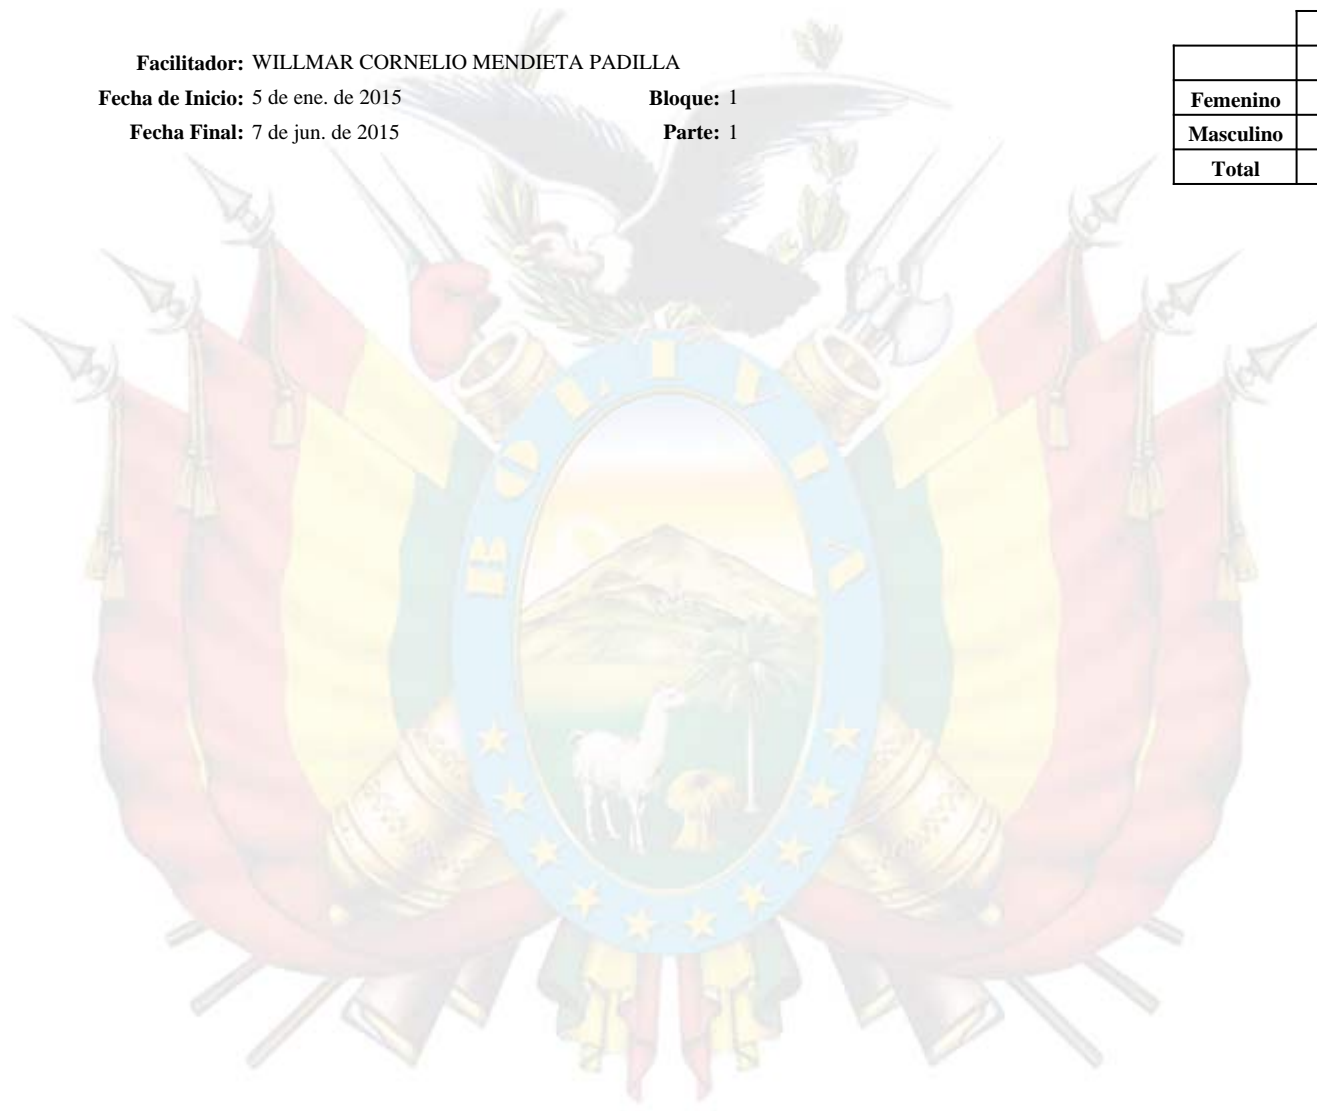 Facilitador: WILLMAR CORNELIO MENDIETA PADILLA
Fecha de Inicio: 5 de ene. de 2015 Bloque: 1
Fecha Final: 7 de jun. de 2015 Parte: 1
Femenino
Masculino
Total
BOLIVIA